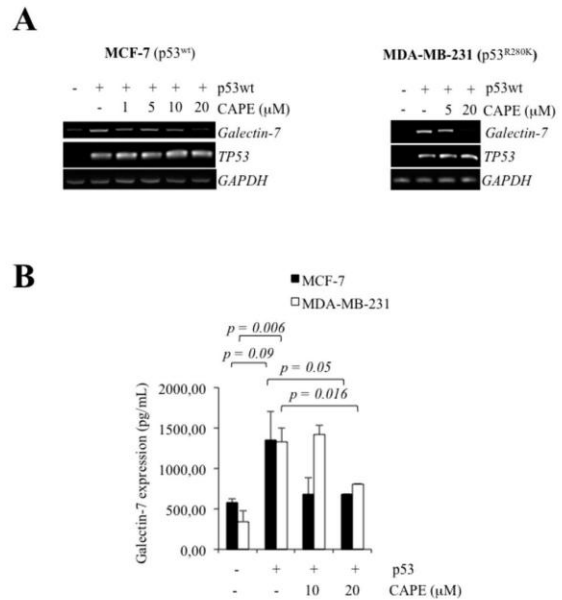 A
MCF-7 (p53wt) MDA-MB-231 (p53R280K)
- + + + + + p53wt
- - 1 5 10 20 CAPE (μM)
Galectin-7
TP53
GAPDH
- + + + p53wt
- - 5 20 CAPE (μM)
Galectin-7
TP53
GAPDH
B
MCF-7
MDA-MB-231
p = 0.006
p = 0.09
p = 0.05
p = 0.016
Galectin-7 expression (pg/mL)
2000,00
1500,00
1000,00
500,00
0,00
- + + + p53
- - 10 20 CAPE (μM)